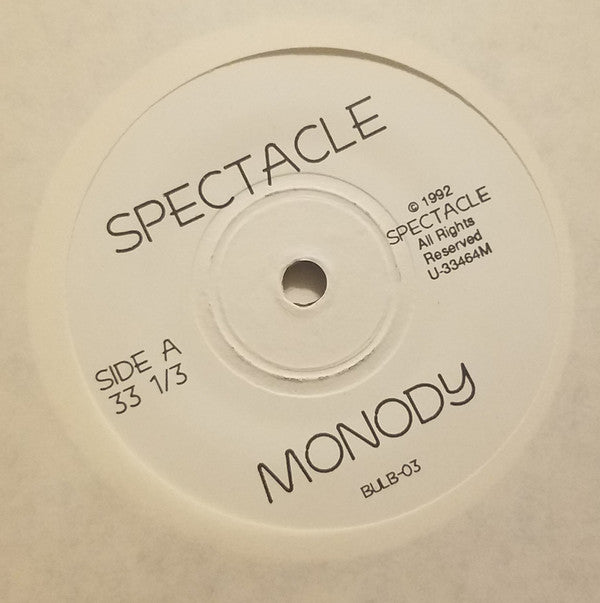 SPECTACLE
© 1992
SPECTACLE
All Rights
Reserved
U-33464M
SIDE A
33 1/3
MONODY
BULB-03